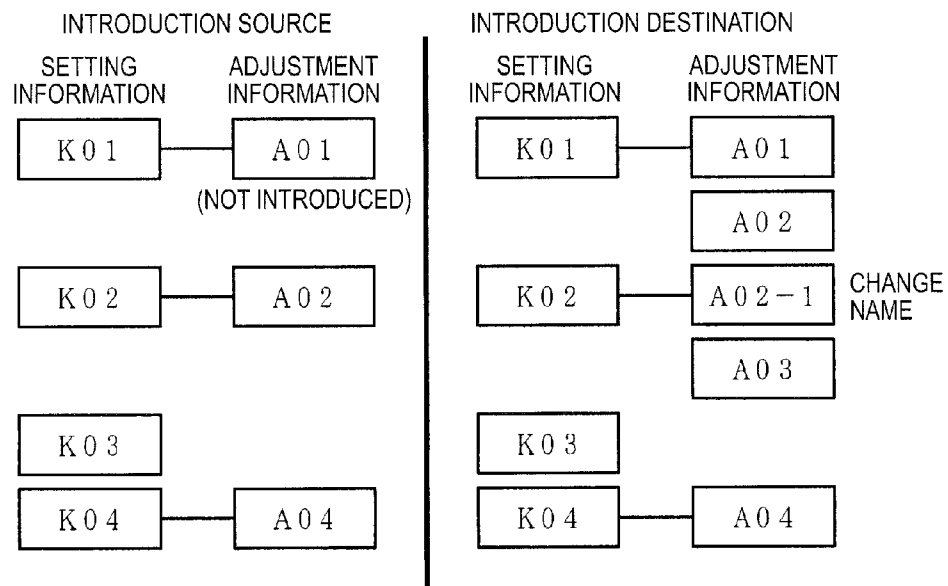 INTRODUCTION SOURCE
SETTING INFORMATION
ADJUSTMENT INFORMATION
K01
A01
(NOT INTRODUCED)
K02
A02
K03
K04
A04
INTRODUCTION DESTINATION
SETTING INFORMATION
ADJUSTMENT INFORMATION
K01
A01
A02
K02
A02-1
CHANGE NAME
A03
K03
K04
A04